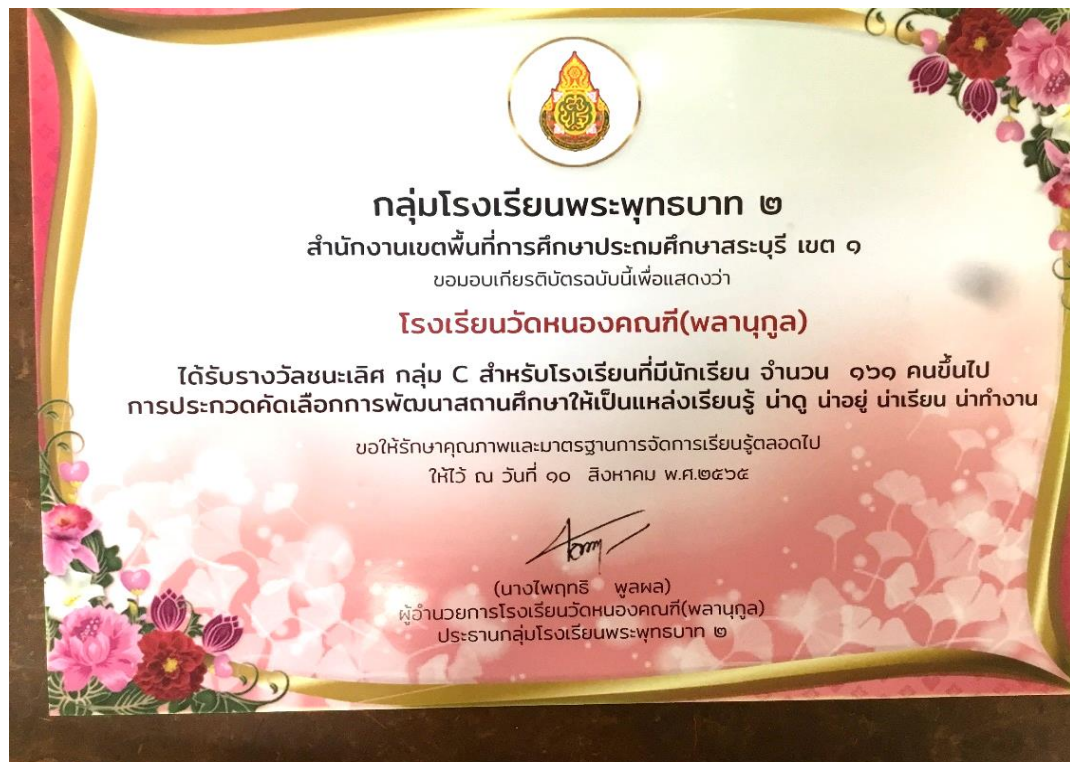 กลุ่มโรงเรียนพระพุทธบาท ๒
สำนักงานเขตพื้นที่การศึกษาประถมศึกษาสระบุรี เขต ๑
ขอมอบเกียรติบัตรฉบับนี้เพื่อแสดงว่า
โรงเรียนวัดหนองคณฑี(พลานุกูล)
ได้รับรางวัลชนะเลิศ กลุ่ม C สำหรับโรงเรียนที่มีนักเรียน จำนวน ๑๖๑ คนขึ้นไป
การประกวดคัดเลือกการพัฒนาสถานศึกษาให้เป็นแหล่งเรียนรู้ น่าดู น่าอยู่ น่าเรียน น่าทำงาน
ขอให้รักษาคุณภาพและมาตรฐานการจัดการเรียนรู้ตลอดไป
ให้ไว้ ณ วันที่ ๑๐ สิงหาคม พ.ศ.๒๕๖๕
(นางไพฤทธิ พูลผล)
ผู้อำนวยการโรงเรียนวัดหนองคณฑี(พลานุกูล)
ประธานกลุ่มโรงเรียนพระพุทธบาท ๒